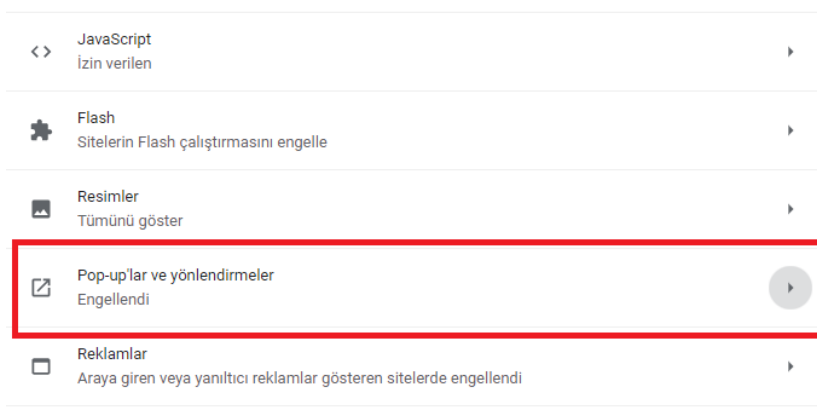 JavaScript
İzin verilen
Flash
Sitelerin Flash çalıştırmasını engelle
Resimler
Tümünü göster
Pop-up'lar ve yönlendirmeler
Engellendi
Reklamlar
Araya giren veya yanıltıcı reklamlar gösteren sitelerde engellendi